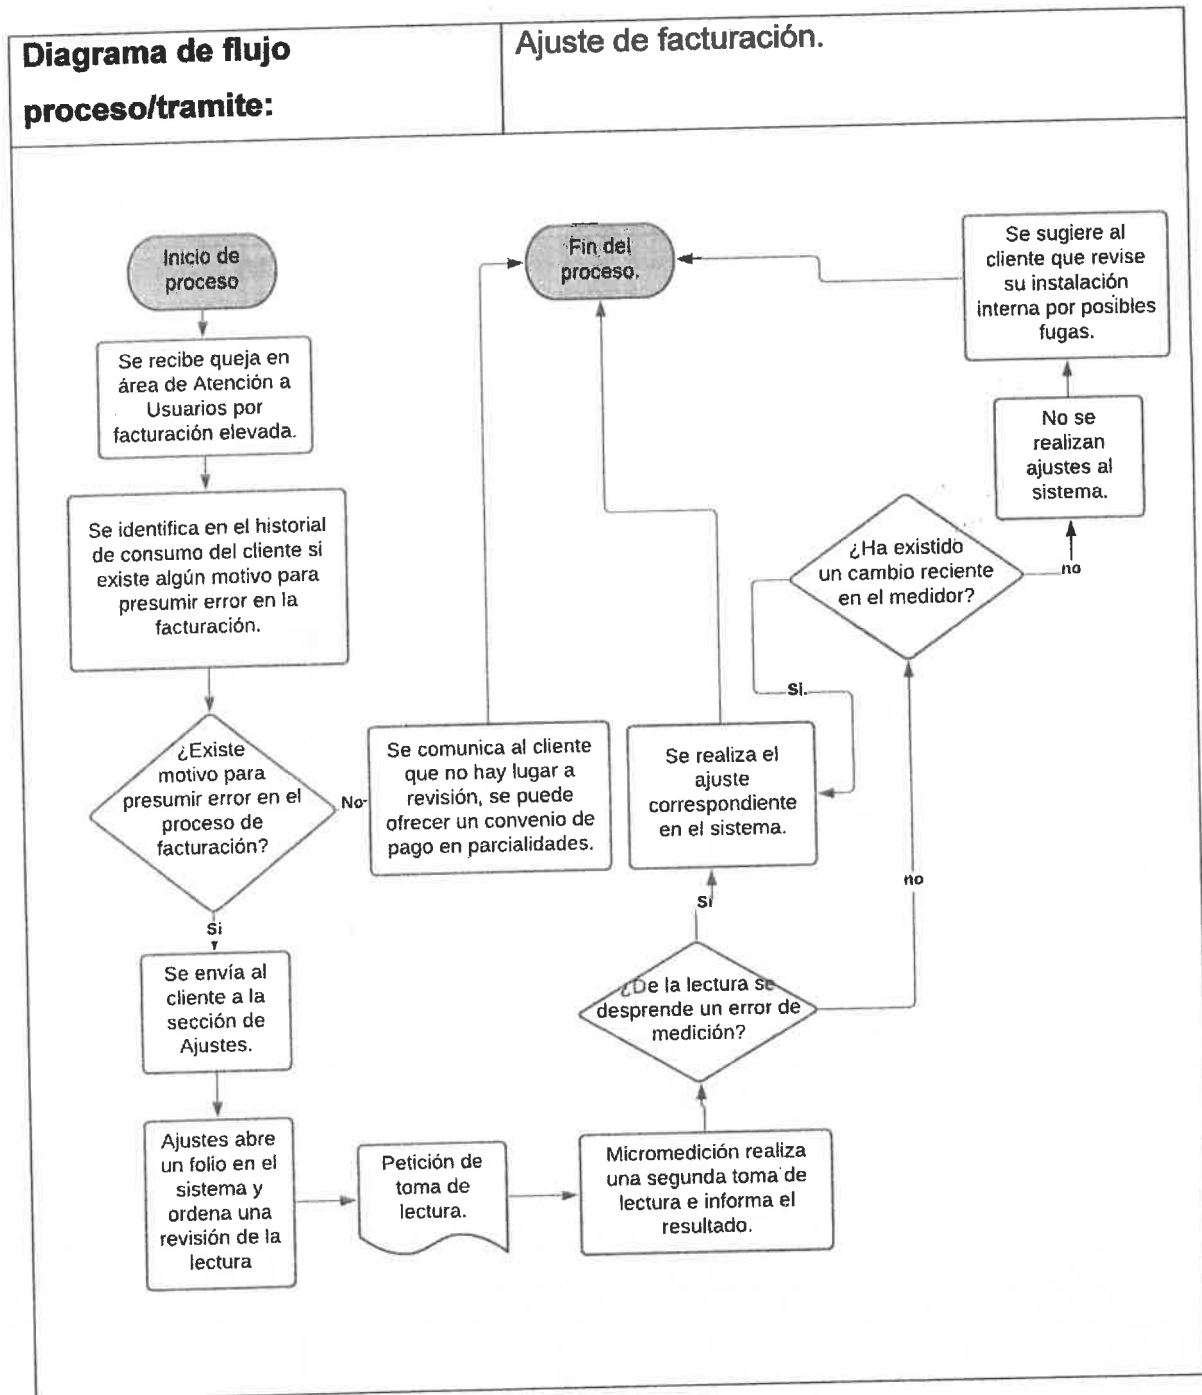 Diagrama de flujo
proceso/tramite:
Ajuste de facturación.
Inicio de
proceso
Se recibe queja en
área de Atención a
Usuarios por
facturación elevada.
Se identifica en el historial
de consumo del cliente si
existe algún motivo para
presumir error en la
facturación.
¿Existe
motivo para
presumir error en el
proceso de
facturación?
No
Se comunica al cliente
que no hay lugar a
revisión, se puede
ofrecer un convenio de
pago en parcialidades.
Si
Se envía al
cliente a la
sección de
Ajustes.
Ajustes abre
un folio en el
sistema y
ordena una
revisión de la
lectura
Petición de
toma de
lectura.
Micromedición realiza
una segunda toma de
lectura e informa el
resultado.
¿De la lectura se
desprende un error de
medición?
Si
Se realiza el
ajuste
correspondiente
en el sistema.
no
¿Ha existido
un cambio reciente
en el medidor?
Si.
no
No se
realizan
ajustes al
sistema.
Se sugiere al
cliente que revise
su instalación
interna por posibles
fugas.
Fin del
proceso.